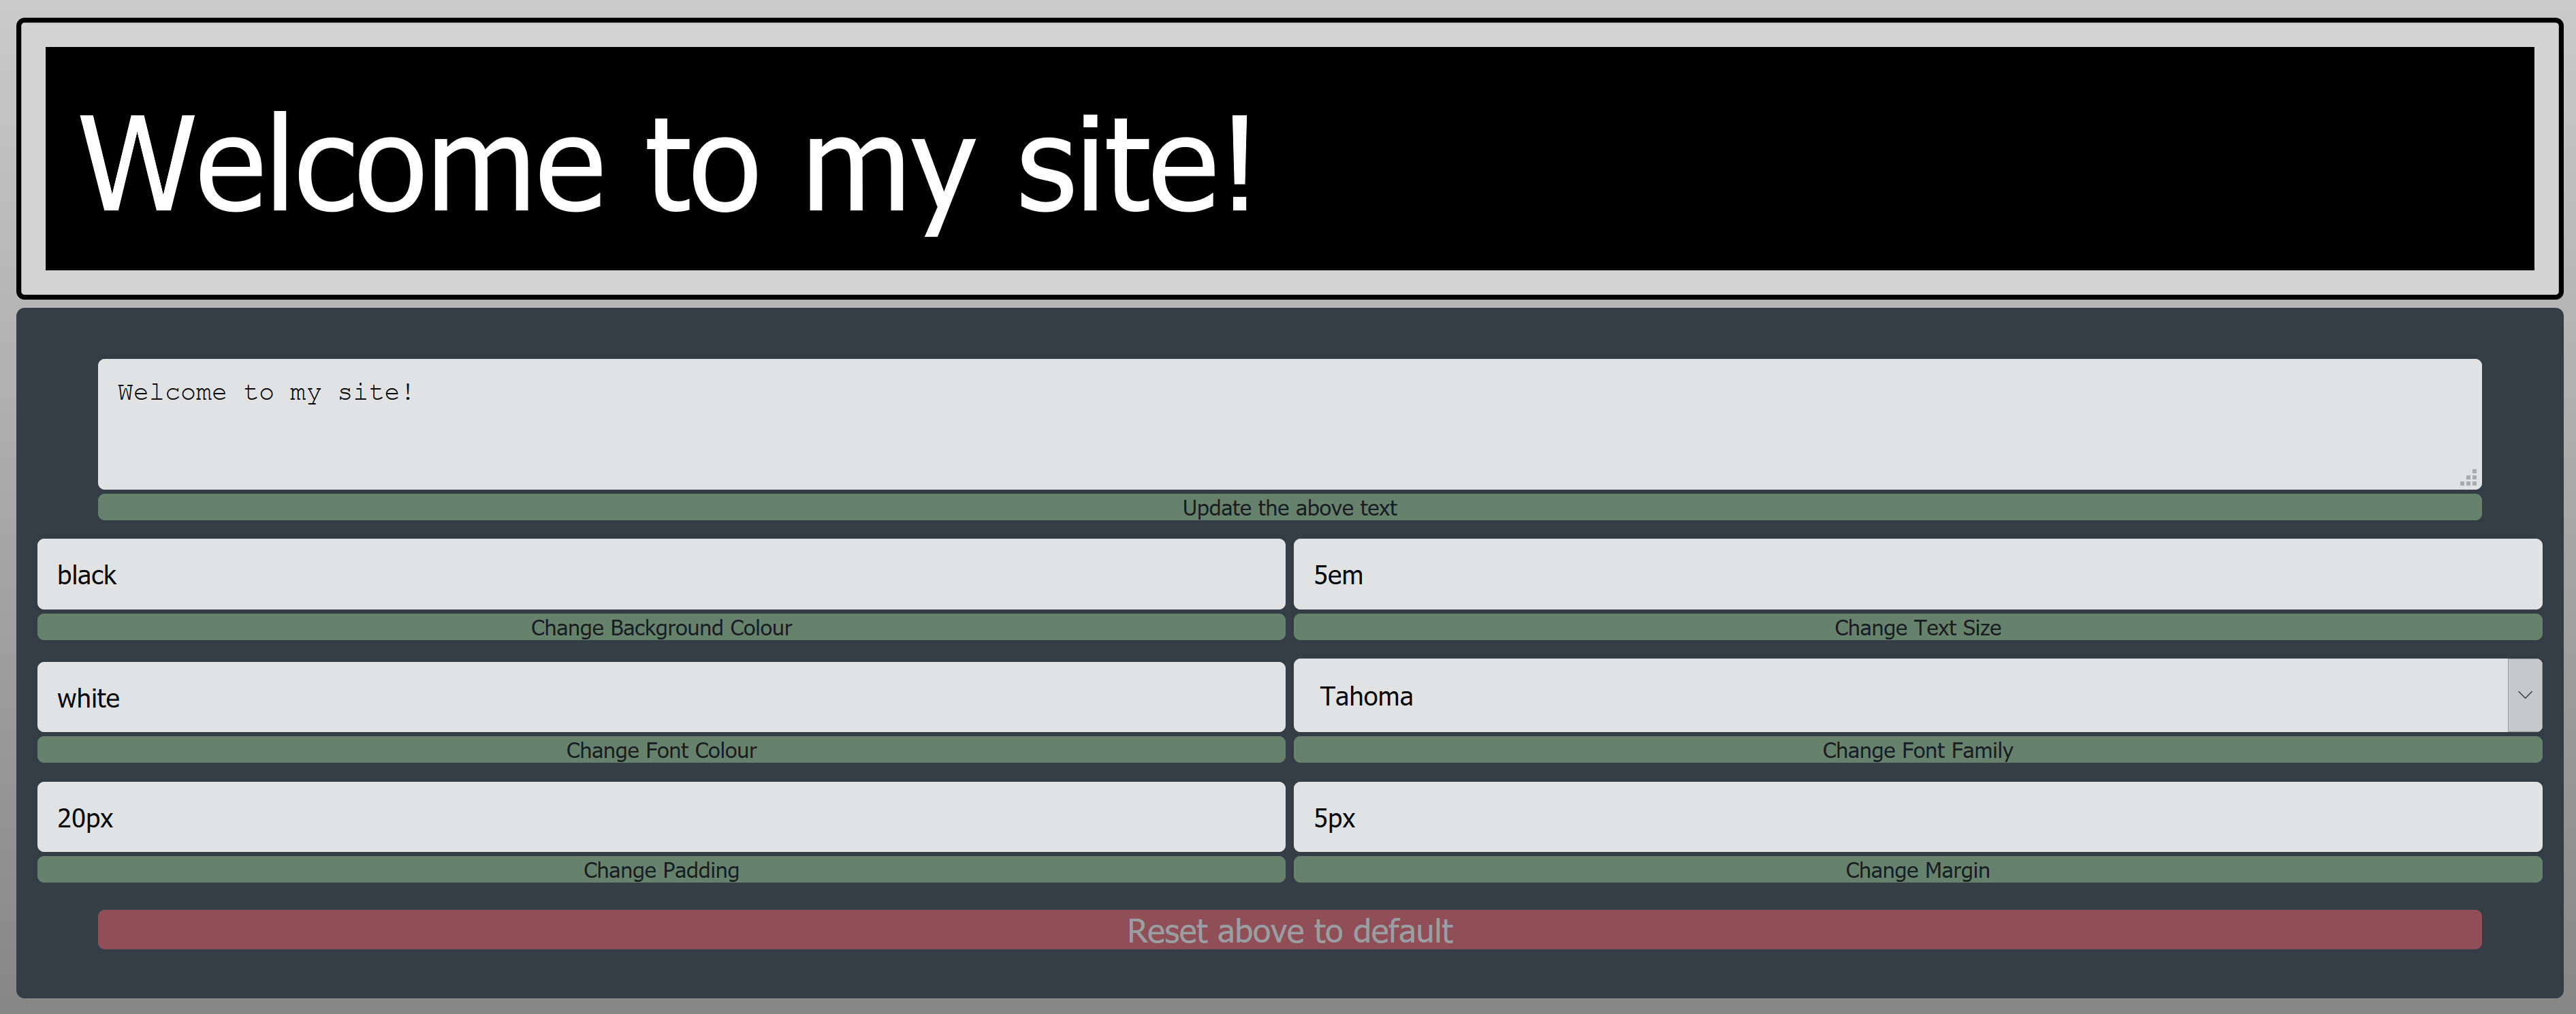 Welcome to my site!
Welcome to my site!
Update the above text
black
5em
Change Background Colour
Change Text Size
white
Tahoma
Change Font Colour
Change Font Family
20px
5px
Change Padding
Change Margin
Reset above to default